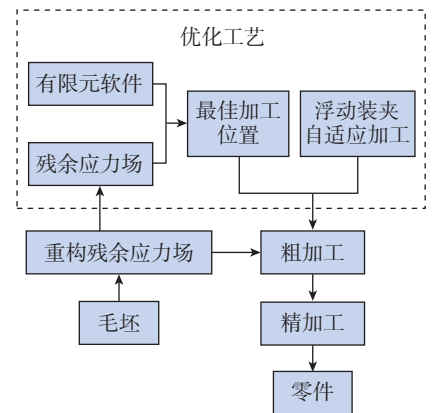 优化工艺
有限元软件
最佳加工
位置
浮动装夹
自适应加工
残余应力场
重构残余应力场
粗加工
毛坯
精加工
零件